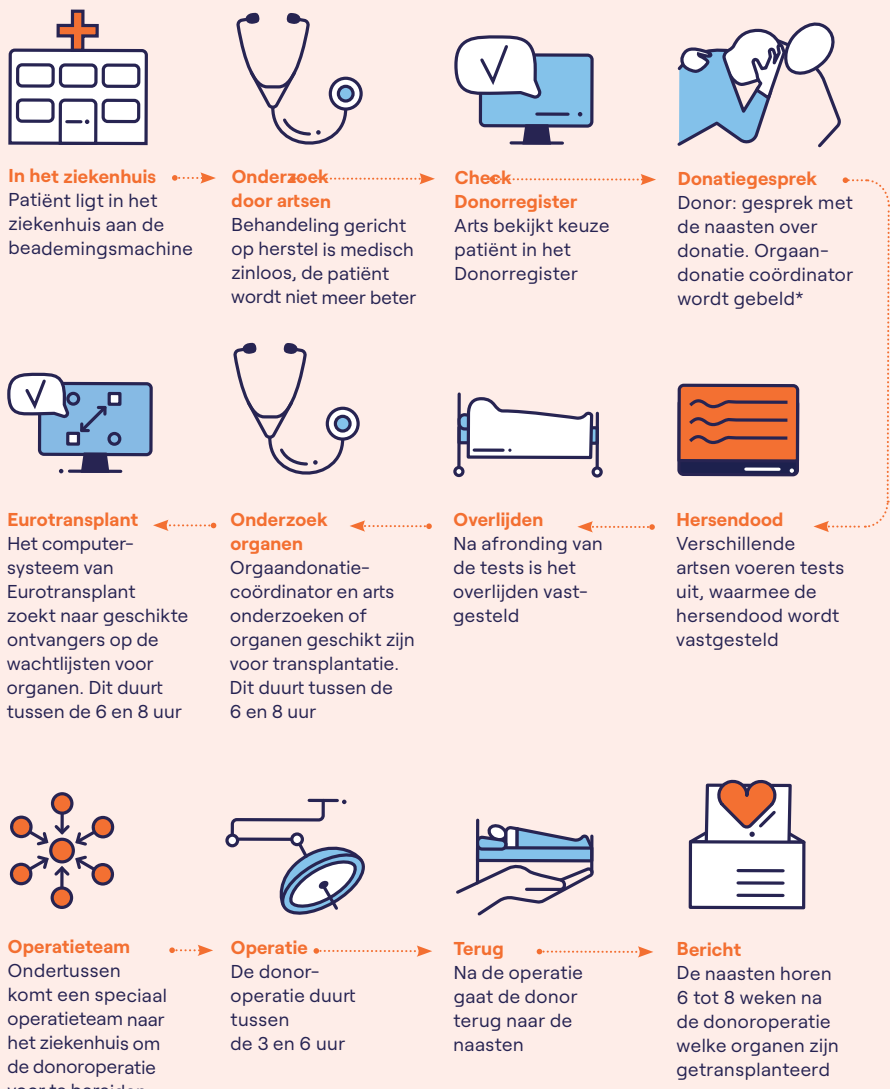 In het ziekenhuis
Patiënt ligt in het
ziekenhuis aan de
beademingsmachine
Onderzoek
door artsen
Behandeling gericht
op herstel is medisch
zinloos, de patiënt
wordt niet meer beter
Check
Donorregister
Arts bekijkt keuze
patiënt in het
Donorregister
Donatiegesprek
Donor: gesprek met
de naasten over
donatie. Orgaan-
donatie coördinator
wordt gebeld*
Hersendood
Verschillende
artsen voeren tests
uit, waarmee de
hersendood wordt
vastgesteld
Overlijden
Na afronding van
de tests is het
overlijden vast-
gesteld
Onderzoek
organen
Orgaandonatie-
coördinator en arts
onderzoeken of
organen geschikt zijn
voor transplantatie.
Dit duurt tussen de
6 en 8 uur
Eurotransplant
Het computer-
systeem van
Eurotransplant
zoekt naar geschikte
ontvangers op de
wachtlijsten voor
organen. Dit duurt
tussen de 6 en 8 uur
Operatieteam
Ondertussen
komt een speciaal
operatieteam naar
het ziekenhuis om
de donoroperatie
voor te bereiden
Operatie
De donor-
operatie duurt
tussen
de 3 en 6 uur
Terug
Na de operatie
gaat de donor
terug naar de
naasten
Bericht
De naasten horen
6 tot 8 weken na
de donoroperatie
welke organen zijn
getransplanteerd